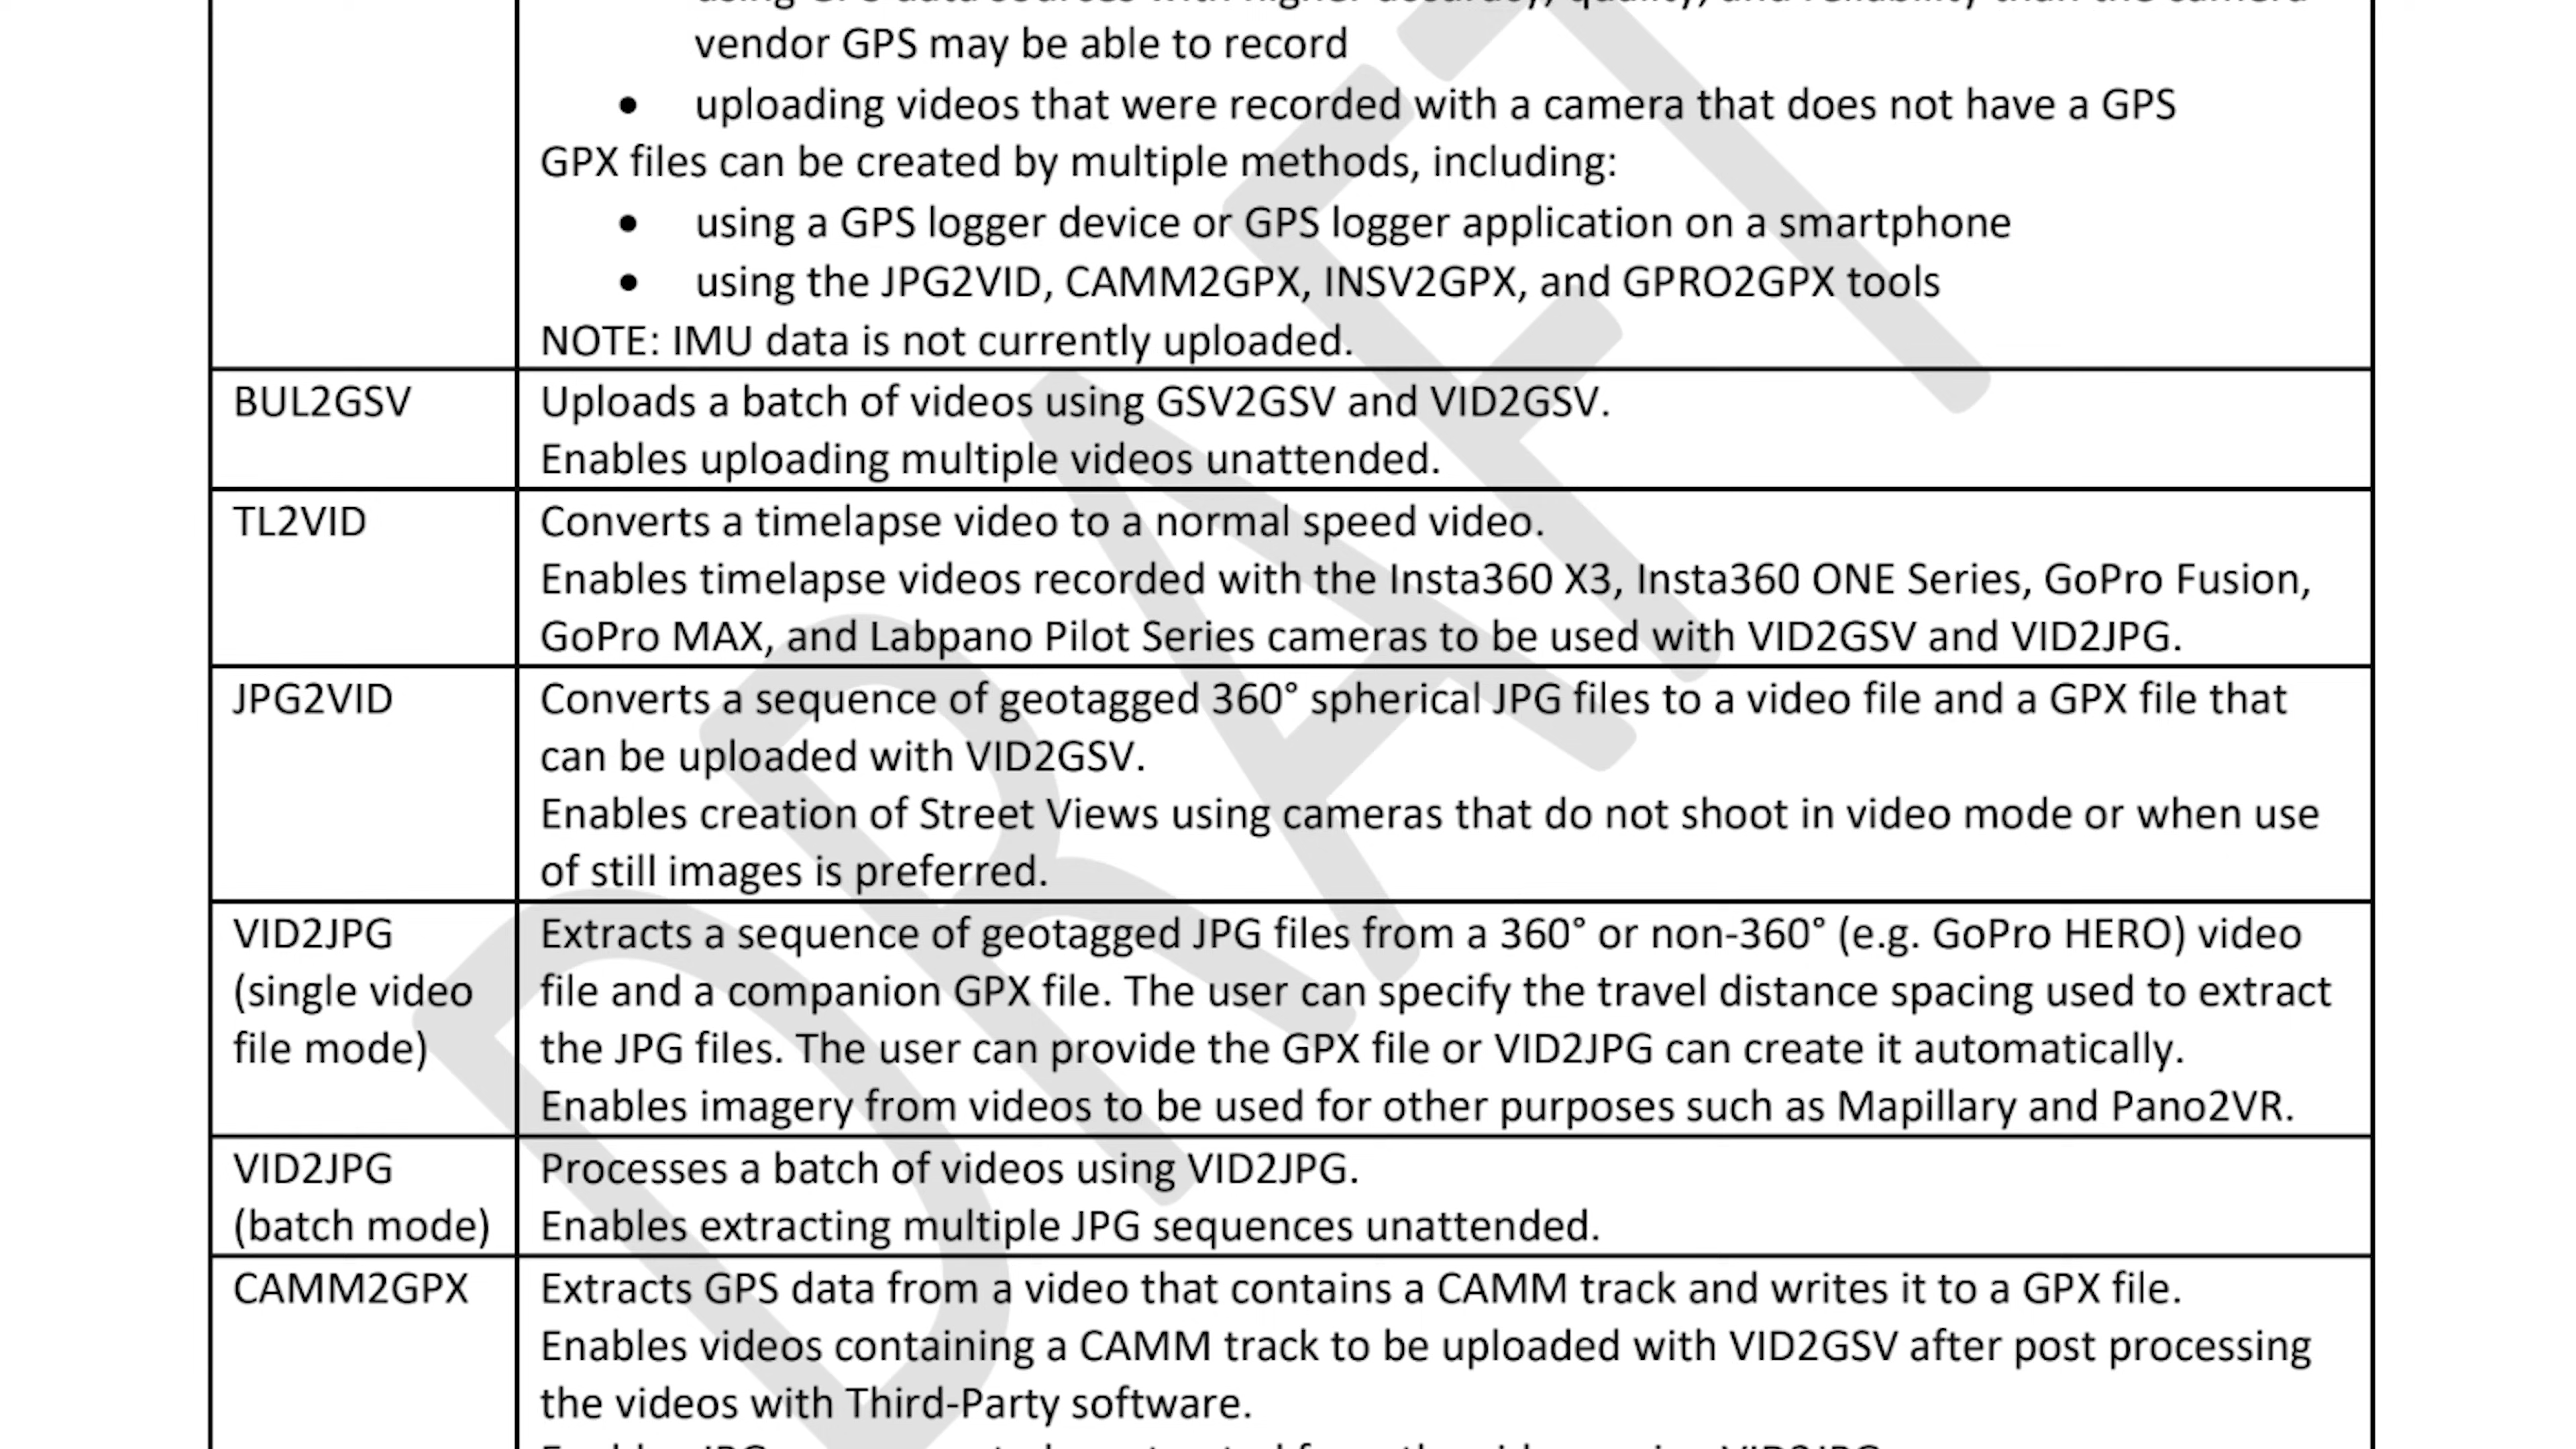 using GPS data sources with higher accuracy, quality, and reliability than the camera
vendor GPS may be able to record
• uploading videos that were recorded with a camera that does not have a GPS
GPX files can be created by multiple methods, including:
• using a GPS logger device or GPS logger application on a smartphone
• using the JPG2VID, CAMM2GPX, INSV2GPX, and GPRO2GPX tools
NOTE: IMU data is not currently uploaded.
BUL2GSV
Uploads a batch of videos using GSV2GSV and VID2GSV.
Enables uploading multiple videos unattended.
TL2VID
Converts a timelapse video to a normal speed video.
Enables timelapse videos recorded with the Insta360 X3, Insta360 ONE Series, GoPro Fusion,
GoPro MAX, and Labpano Pilot Series cameras to be used with VID2GSV and VID2JPG.
JPG2VID
Converts a sequence of geotagged 360° spherical JPG files to a video file and a GPX file that
can be uploaded with VID2GSV.
Enables creation of Street Views using cameras that do not shoot in video mode or when use
of still images is preferred.
VID2JPG
(single video
file mode)
Extracts a sequence of geotagged JPG files from a 360° or non-360° (e.g. GoPro HERO) video
file and a companion GPX file. The user can specify the travel distance spacing used to extract
the JPG files. The user can provide the GPX file or VID2JPG can create it automatically.
Enables imagery from videos to be used for other purposes such as Mapillary and Pano2VR.
VID2JPG
(batch mode)
Processes a batch of videos using VID2JPG.
Enables extracting multiple JPG sequences unattended.
CAMM2GPX
Extracts GPS data from a video that contains a CAMM track and writes it to a GPX file.
Enables videos containing a CAMM track to be uploaded with VID2GSV after post processing
the videos with Third-Party software.
DRAFT